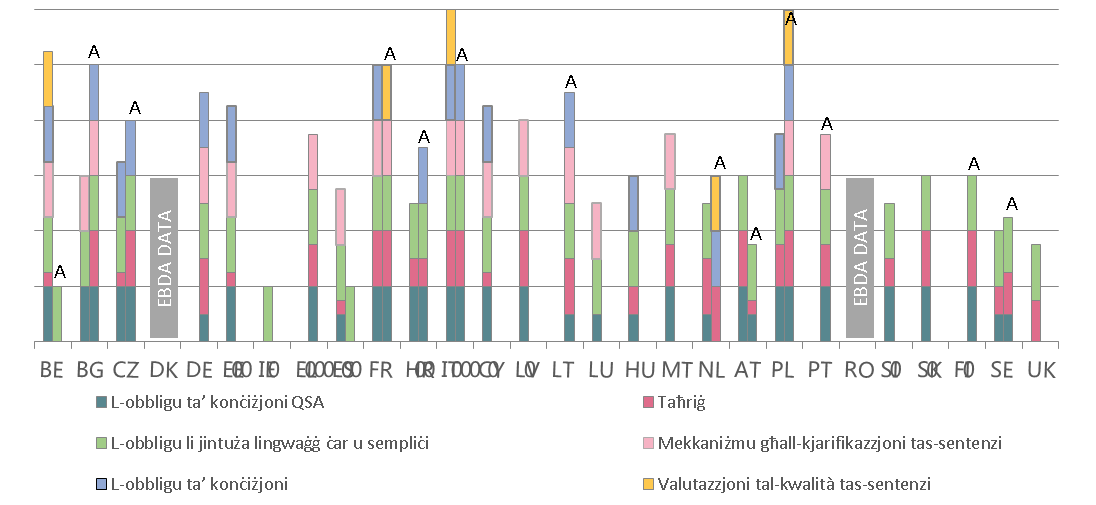 A A A A A
A A A A A
A A A A
EBDA DATA EBDA DATA
BE BG CZ DK DE FR LV LT LU HU MT NL AT PL PT RO SE UK
L-obbligu ta’ konċiżjoni QSA Taħriġ
L-obbligu li jintuża lingwaġġ ċar u sempliċi Mekkaniżmu għall-kjarifikazzjoni tas-sentenzi
L-obbligu ta’ konċiżjoni Valutazzjoni tal-kwalità tas-sentenzi